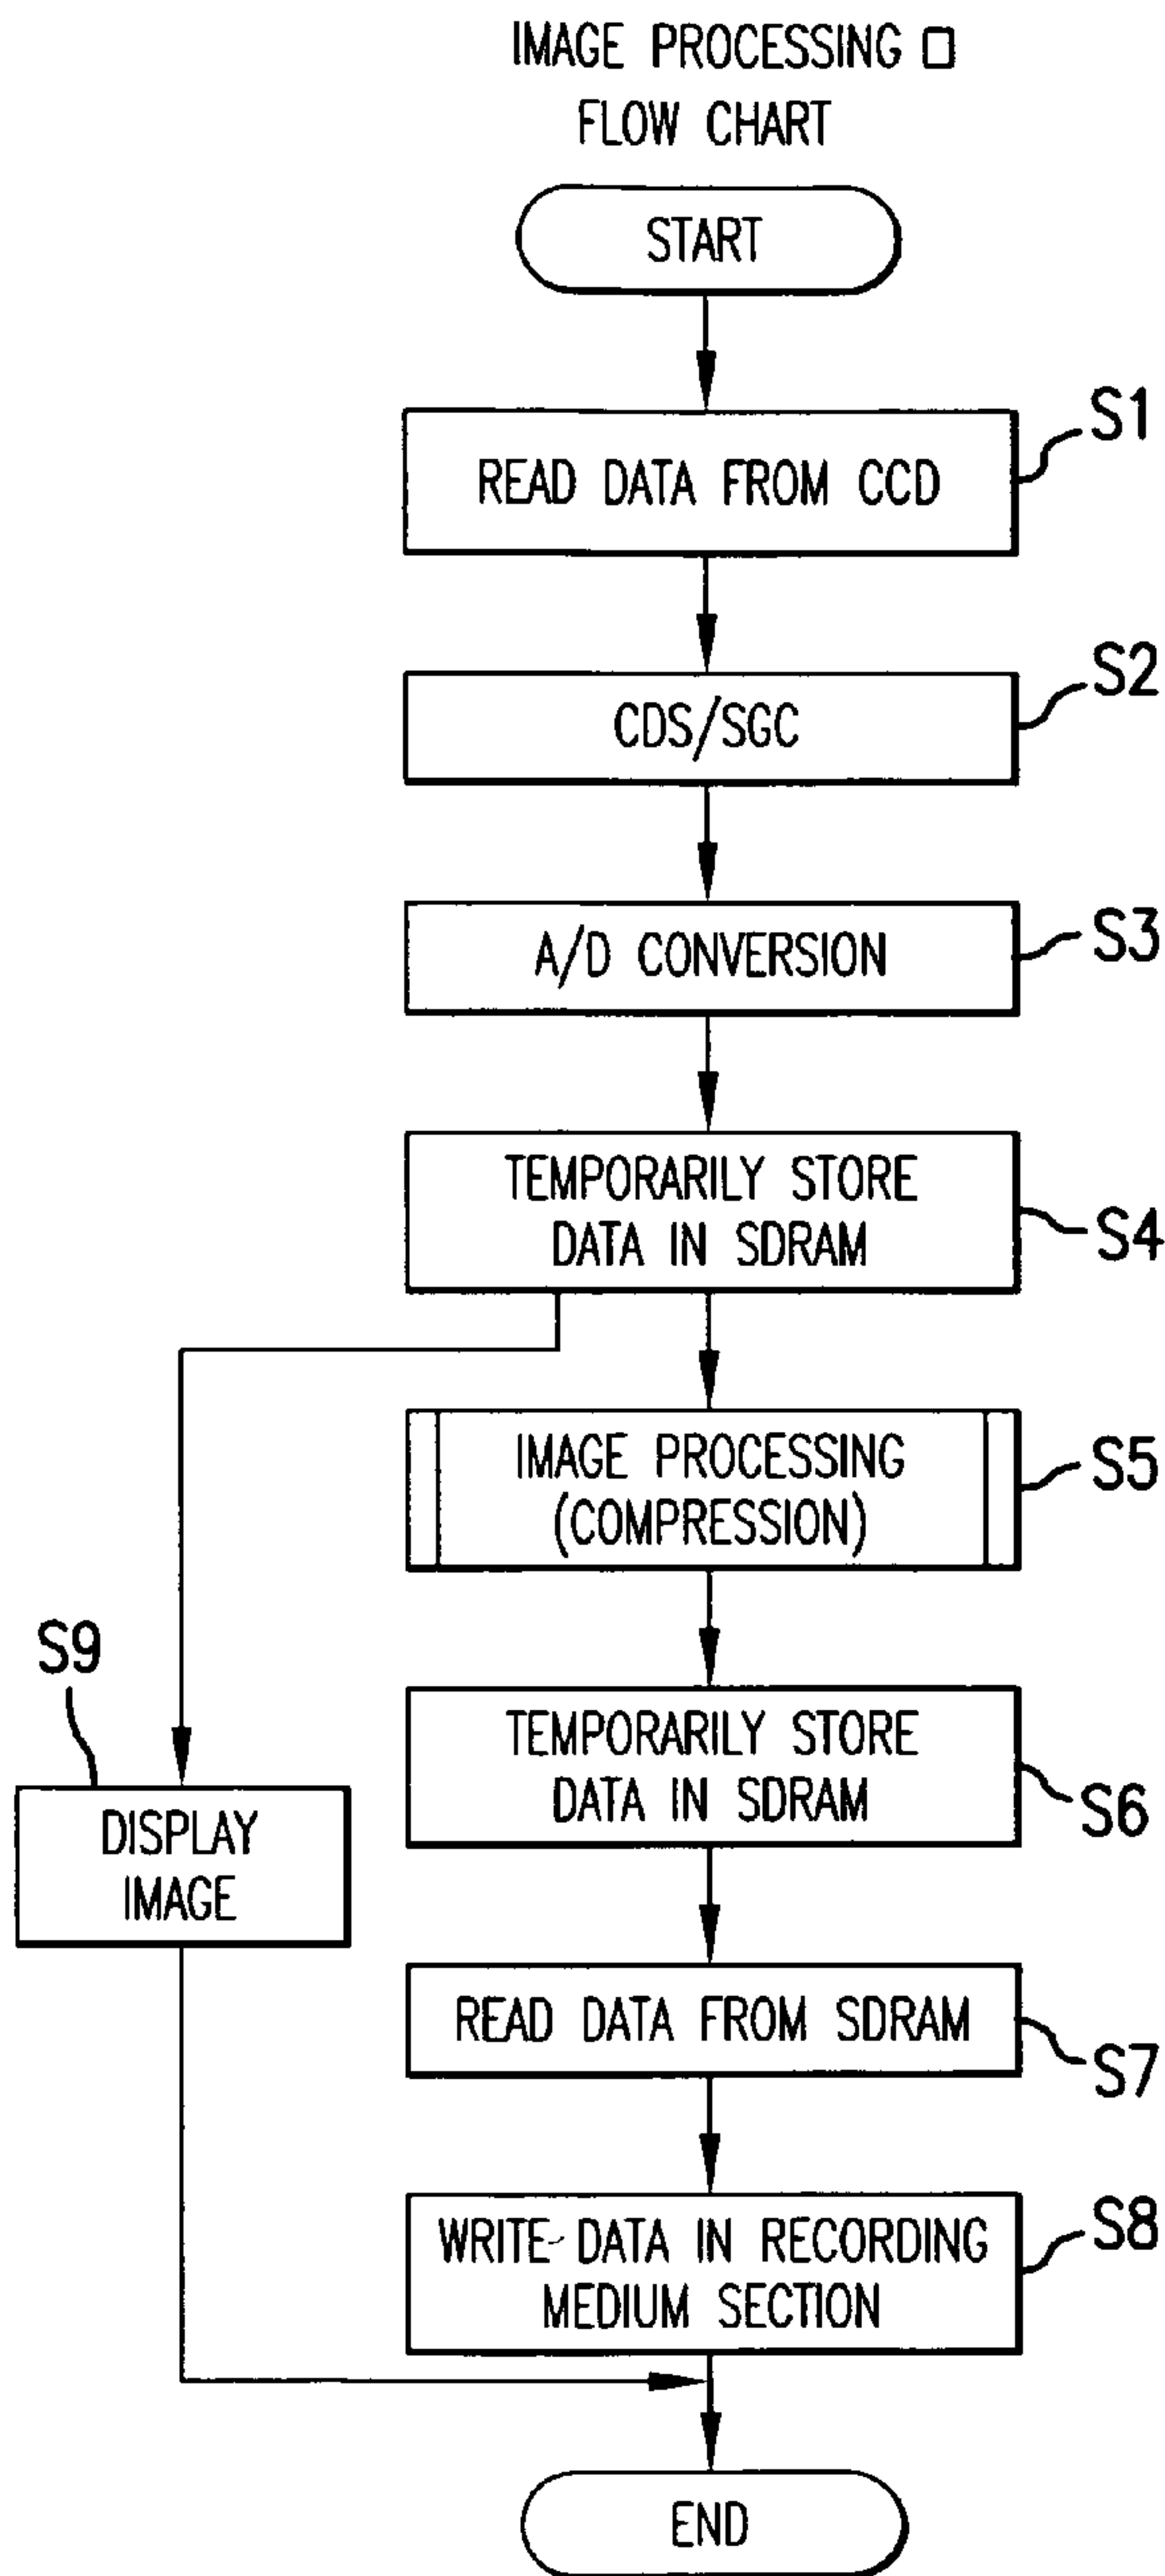 IMAGE PROCESSING □
FLOW CHART
START
READ DATA FROM CCD
S1
CDS/SGC
S2
A/D CONVERSION
S3
TEMPORARILY STORE
DATA IN SDRAM
S4
IMAGE PROCESSING
(COMPRESSION)
S5
S9
DISPLAY
IMAGE
TEMPORARILY STORE
DATA IN SDRAM
S6
READ DATA FROM SDRAM
S7
WRITE DATA IN RECORDING
MEDIUM SECTION
S8
END